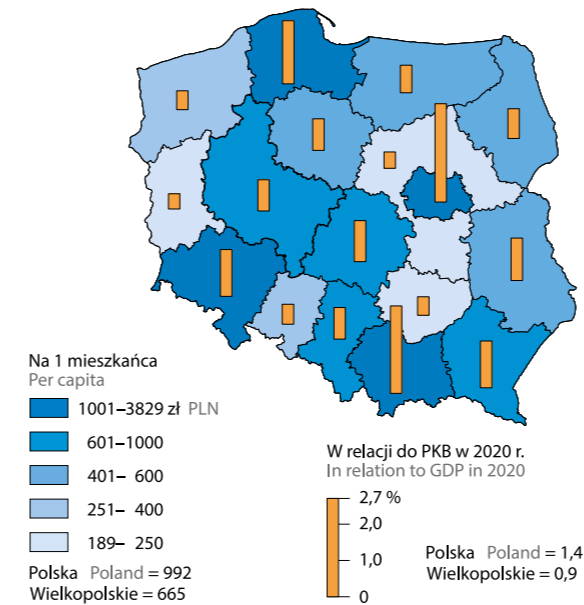 Na 1 mieszkańca
Per capita
1001–3829 zł PLN
601–1000
401– 600
251– 400
189– 250
Polska Poland = 992
Wielkopolskie = 665
W relacji do PKB w 2020 r.
In relation to GDP in 2020
2,7 %
2,0
1,0
0
Polska Poland = 1,4
Wielkopolskie = 0,9